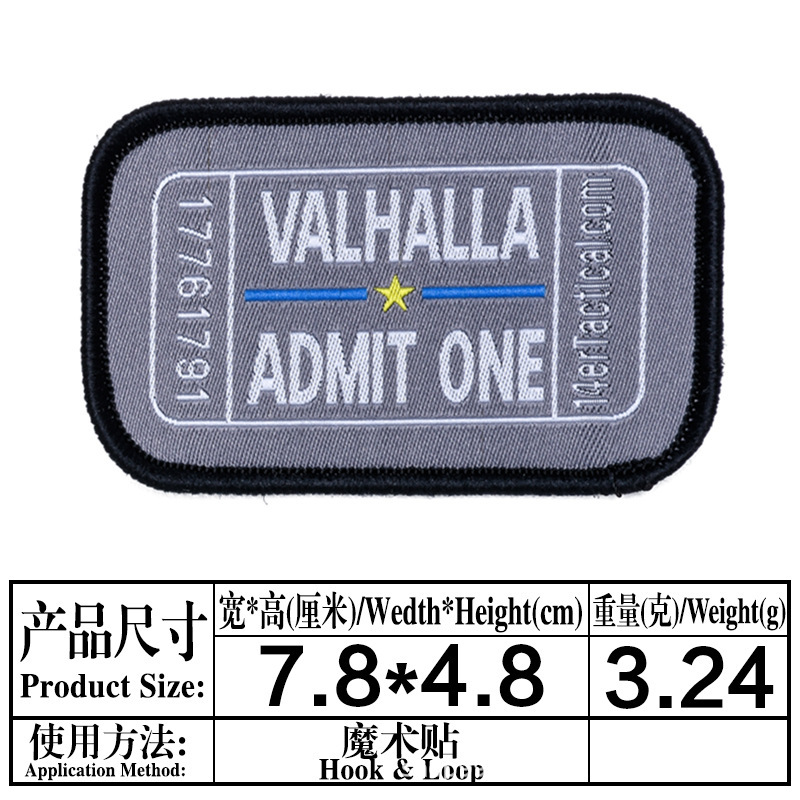 17761791
VALHALLA
ADMIT ONE
14erTactical.com
产品尺寸
Product Size:
宽*高(厘米)/Wedth*Height(cm)
7.8*4.8
重量(克)/Weight(g)
3.24
使用方法:
Application Method:
魔术贴
Hook & Loop